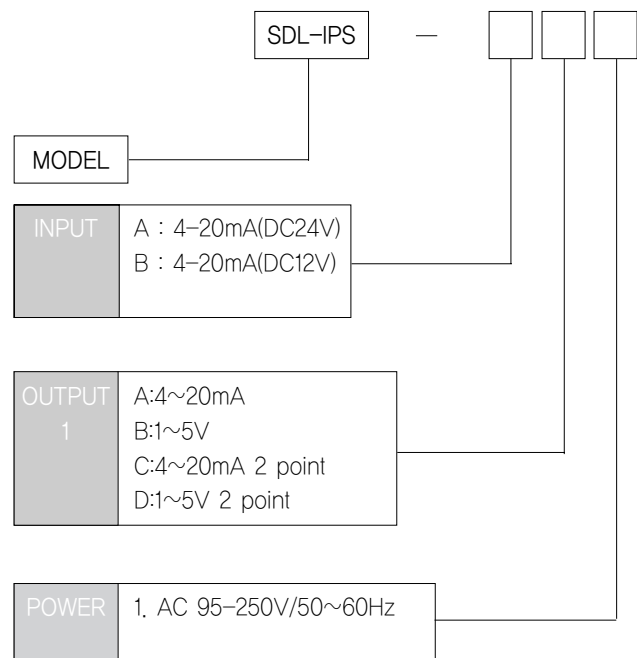 SDL-IPS —
MODEL
INPUT
A : 4-20mA(DC24V)
B : 4-20mA(DC12V)
OUTPUT
1
A:4~20mA
B:1~5V
C:4~20mA 2 point
D:1~5V 2 point
POWER
1. AC 95-250V/50~60Hz